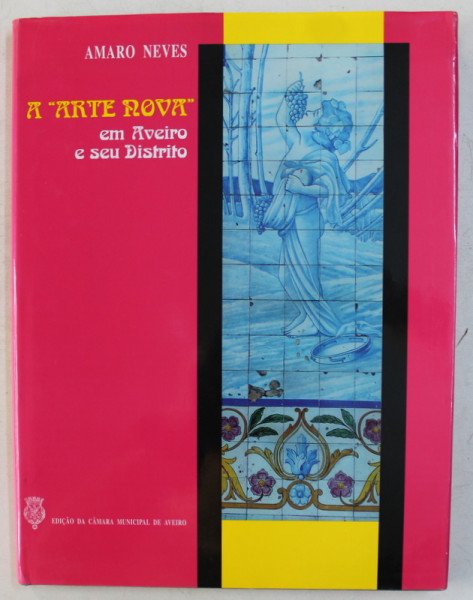 AMARO NEVES
A “ARTE NOVA”
em Aveiro
e seu Distrito
EDIÇÃO DA CÂMARA MUNICIPAL DE AVEIRO